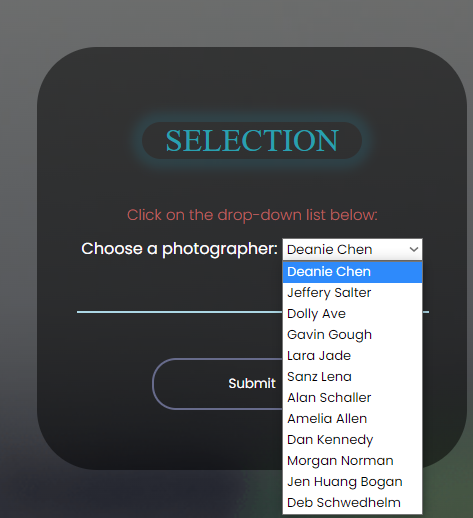 SELECTION
Click on the drop-down list below:
Choose a photographer: Deanie Chen
Deanie Chen
Jeffery Salter
Dolly Ave
Gavin Gough
Lara Jade
Sanz Lena
Alan Schaller
Amelia Allen
Dan Kennedy
Morgan Norman
Jen Huang Bogan
Deb Schwedhelm
Submit